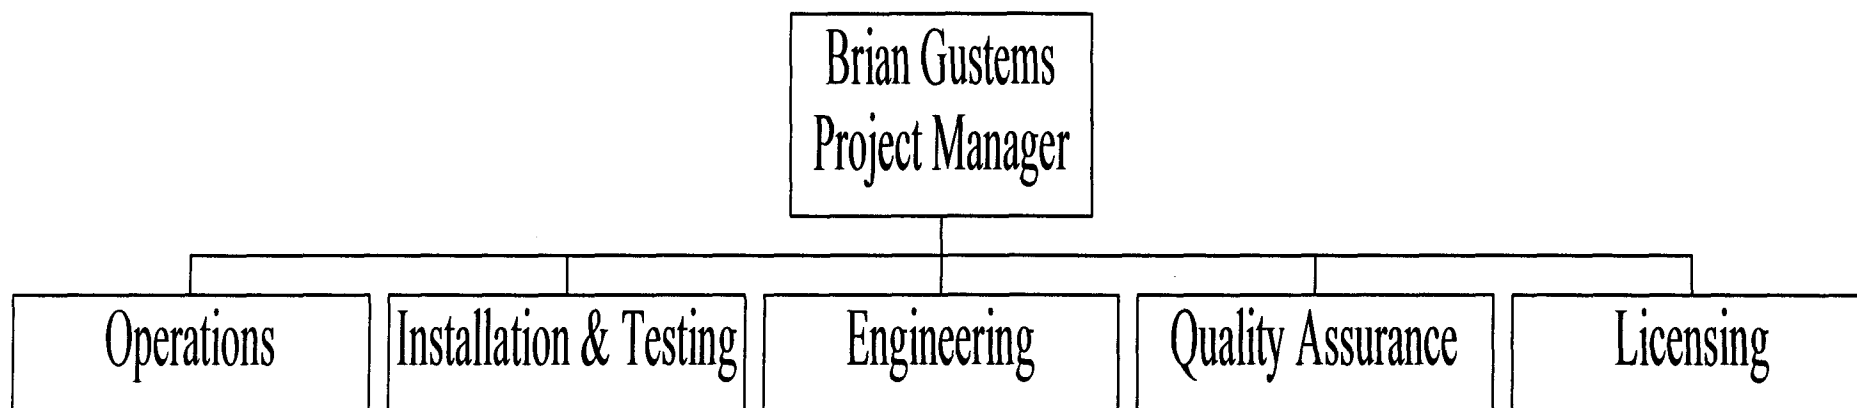 Brian Gustems
Project Manager
Operations
Installation & Testing
Engineering
Quality Assurance
Licensing